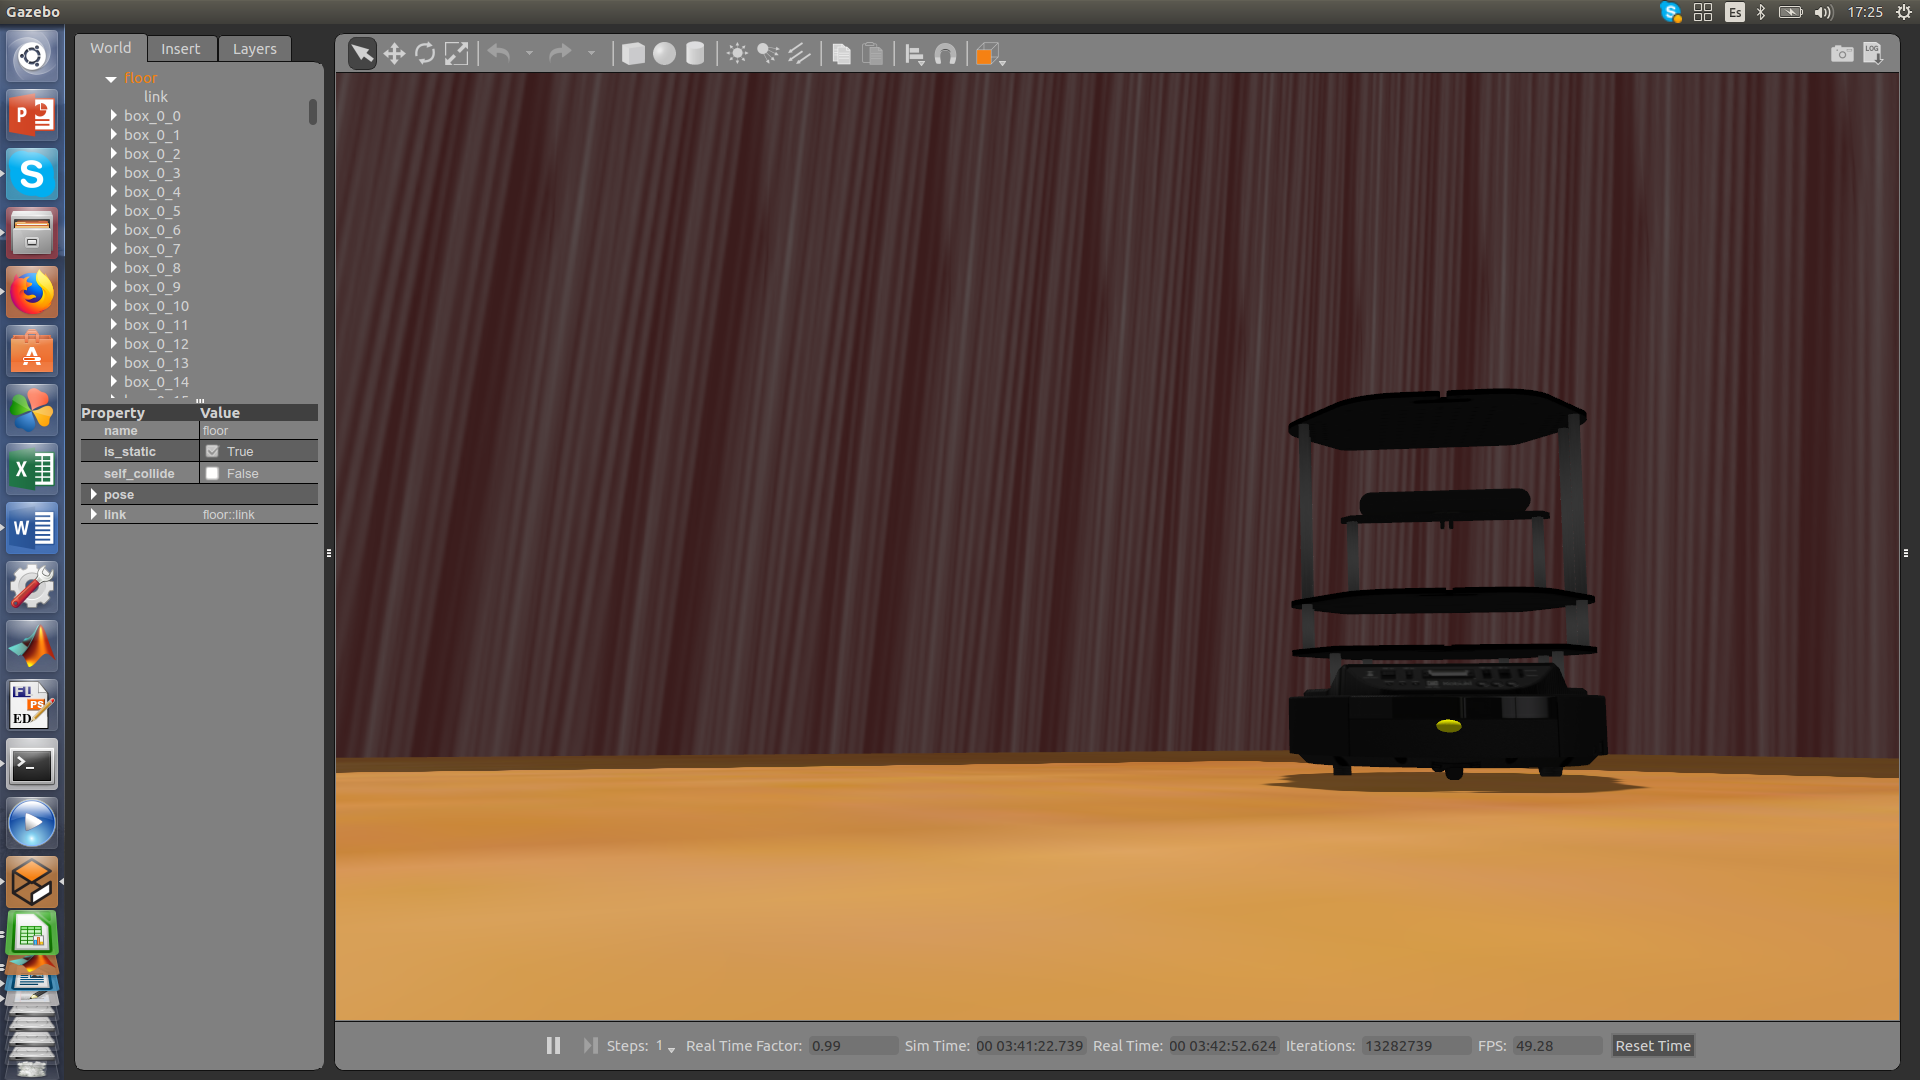 Gazebo
Es
17:25
World
Insert
Layers
LOG
floor
link
box_0_0
box_0_1
box_0_2
box_0_3
box_0_4
box_0_5
box_0_6
box_0_7
box_0_8
box_0_9
box_0_10
box_0_11
box_0_12
box_0_13
box_0_14
Property Value
name floor
is_static True
self_collide False
pose
link floor::link
Steps: 1 Real Time Factor: 0.99 Sim Time: 00 03:41:22.739 Real Time: 00 03:42:52.624 Iterations: 13282739 FPS: 49.28 Reset Time